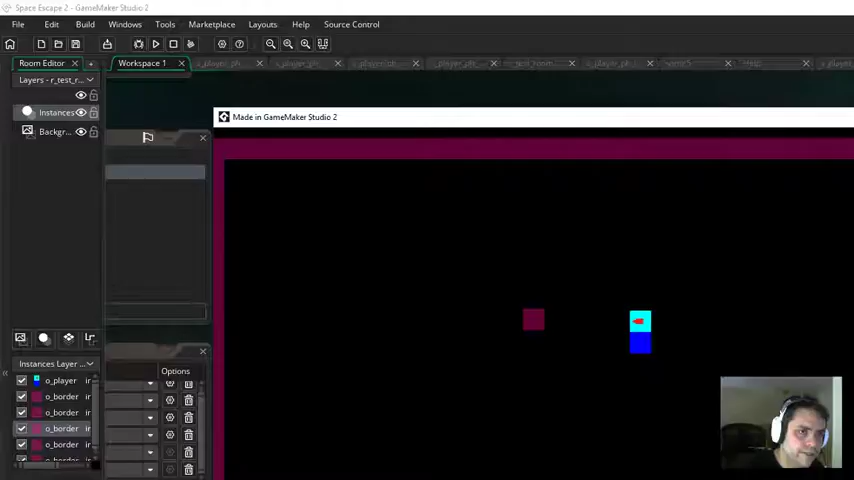 Space Escape 2 - GameMaker Studio 2
File Edit Build Windows Tools Marketplace Layouts Help Source Control
Room Editor
Workspace 1
Layers - r_test_r...
Instances
Backgr...
Made in GameMaker Studio 2
Instances Layer ...
Options
o_player
o_border
o_border
o_border
o_border